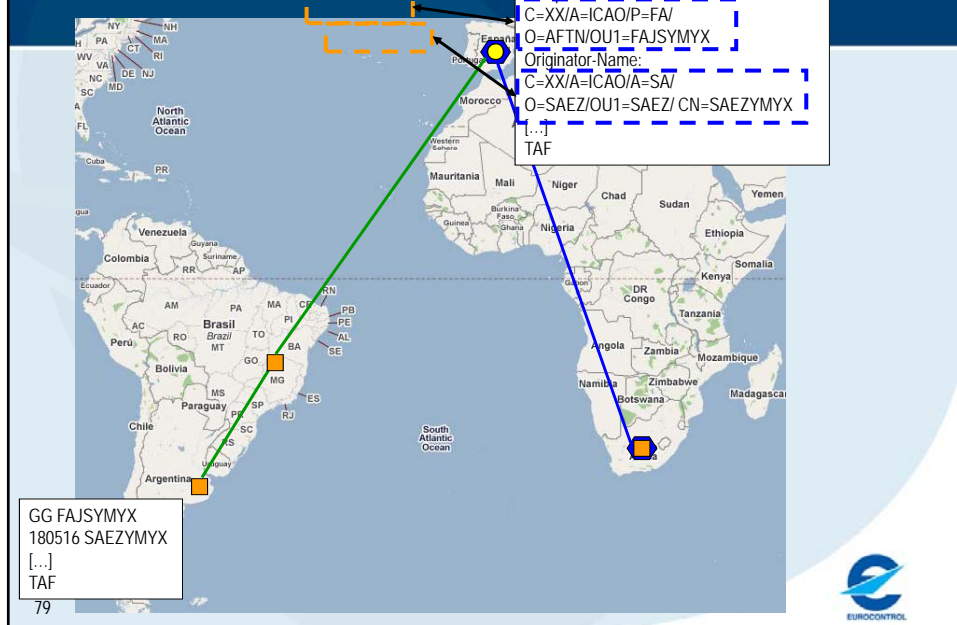 C=XX/A=ICAO/P=FA/
O=AFTN/OU1=FAJSYMYX
Originator-Name:
C=XX/A=ICAO/A=SA/
O=SAEZ/OU1=SAEZ/ CN=SAEZYMYX
[...]
TAF
NY
NH
PA
MA
RI
WV
VA
DE NJ
NC
MD
SC
FL
North
Atlantic
Ocean
España
Portugal
Morocco
Western
Sahara
Cuba
PR
Mauritania
Mali
Niger
Chad
Sudan
Yemen
Burkina
Faso
Guinea
Ghana
Nigeria
Ethiopia
gua
Venezuela
Guyana
Suriname
Colombia
RR
AP
Somalia
Kenya
Gabon
Ecuador
DR
Congo
RN
AM
PA
MA
CE
PB
PI
PE
Tanzania
AC
Brasil
Brazil
TO
AL
RO
MT
BA
SE
Perú
GO
Angola
Zambia
Mozambique
Bolivia
MG
Namibia
Zimbabwe
Botswana
Madagascar
MS
ES
SP
Paraguay
PR
RJ
Chile
SC
RS
South
Atlantic
Ocean
Uruguay
Argentina
GG FAJSYMYX
180516 SAEZYMYX
[...]
TAF
79
EUROCONTROL